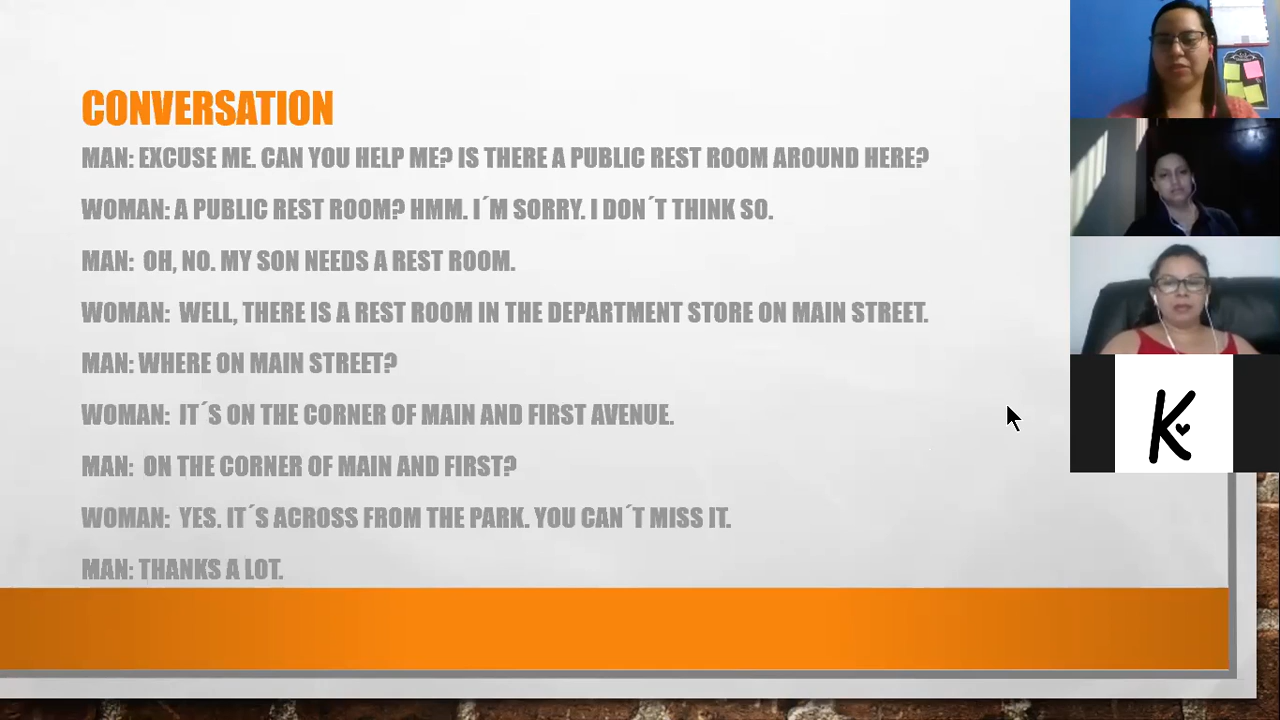 CONVERSATION
MAN: EXCUSE ME. CAN YOU HELP ME? IS THERE A PUBLIC REST ROOM AROUND HERE?
WOMAN: A PUBLIC REST ROOM? HMM. I´M SORRY. I DON´T THINK SO.
MAN:  OH, NO. MY SON NEEDS A REST ROOM.
WOMAN:  WELL, THERE IS A REST ROOM IN THE DEPARTMENT STORE ON MAIN STREET.
MAN: WHERE ON MAIN STREET?
WOMAN:  IT´S ON THE CORNER OF MAIN AND FIRST AVENUE.
MAN:  ON THE CORNER OF MAIN AND FIRST?
WOMAN:  YES. IT´S ACROSS FROM THE PARK. YOU CAN´T MISS IT.
MAN: THANKS A LOT.
K